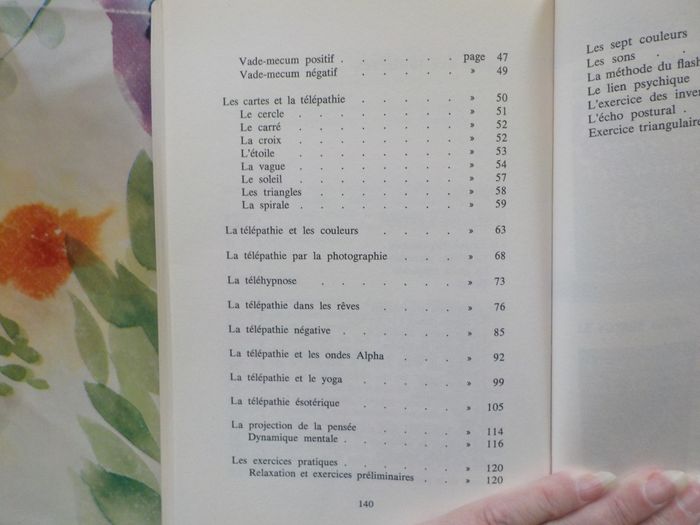 Vade-mecum positif . . . . . page 47
Vade-mecum négatif . . . . . » 49
Les cartes et la télépathie . . . . . » 50
Le cercle . . . . . . . » 51
Le carré . . . . . . . » 52
La croix . . . . . . . » 52
L'étoile . . . . . . . » 53
La vague . . . . . . . » 54
Le soleil . . . . . . . » 57
Les triangles . . . . . . . » 58
La spirale . . . . . . . » 59
La télépathie et les couleurs . . . . » 63
La télépathie par la photographie . . . » 68
La téléhypnose . . . . . . » 73
La télépathie dans les rêves . . . . » 76
La télépathie négative . . . . . » 85
La télépathie et les ondes Alpha . . . » 92
La télépathie et le yoga . . . . . » 99
La télépathie ésotérique . . . . . » 105
La projection de la pensée . . . . » 114
Dynamique mentale . . . . . » 116
Les exercices pratiques . . . . . » 120
Relaxation et exercices préliminaires . . » 120
140
Les sept couleurs
Les sons . . .
La méthode du flash
Le lien psychique
L'exercice des
L'écho postural .
Exercice triangulaire